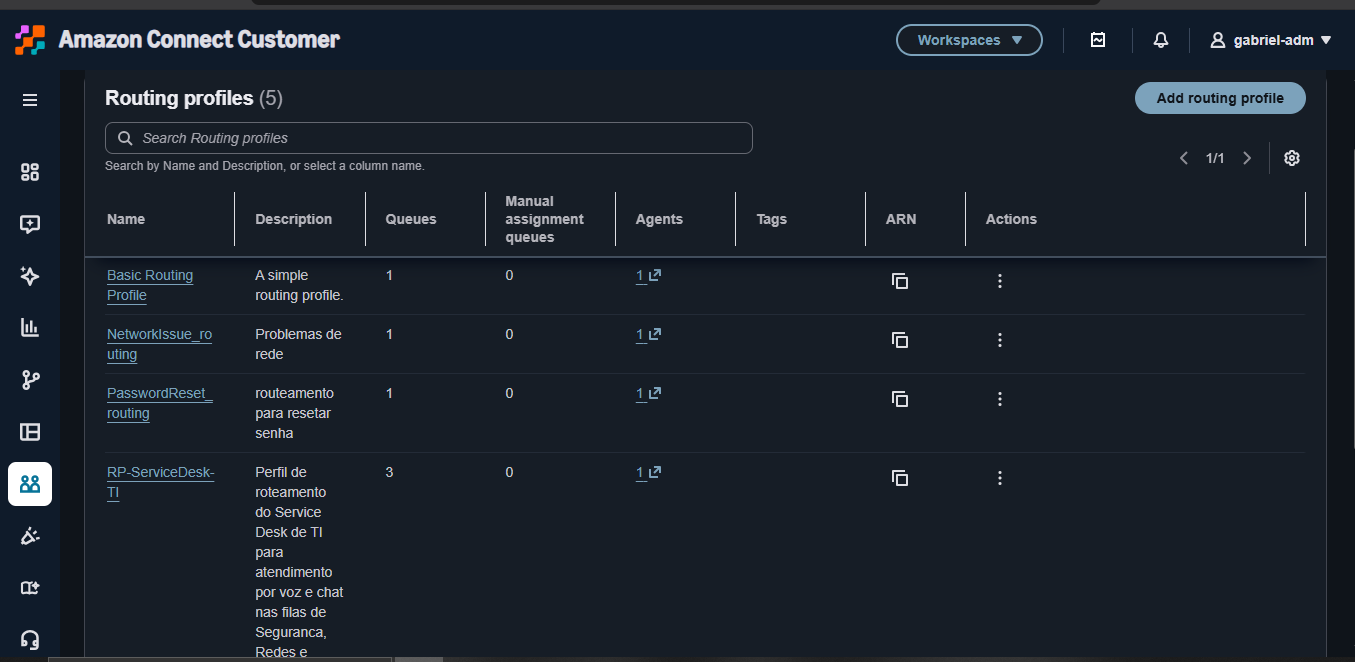 Amazon Connect Customer
Workspaces
gabriel-adm
Routing profiles (5)
Add routing profile
Search Routing profiles
Search by Name and Description, or select a column name.
1/1
Name
Description
Queues
Manual
assignment
queues
Agents
Tags
ARN
Actions
Basic Routing
Profile
A simple
routing profile.
1
0
1
NetworkIssue_ro
uting
Problemas de
rede
1
0
1
PasswordReset_
routing
routeamento
para resetar
senha
1
0
1
RP-ServiceDesk-
TI
Perfil de
roteamento
do Service
Desk de TI
para
atendimento
por voz e chat
nas filas de
Seguranca,
Redes e
3
0
1